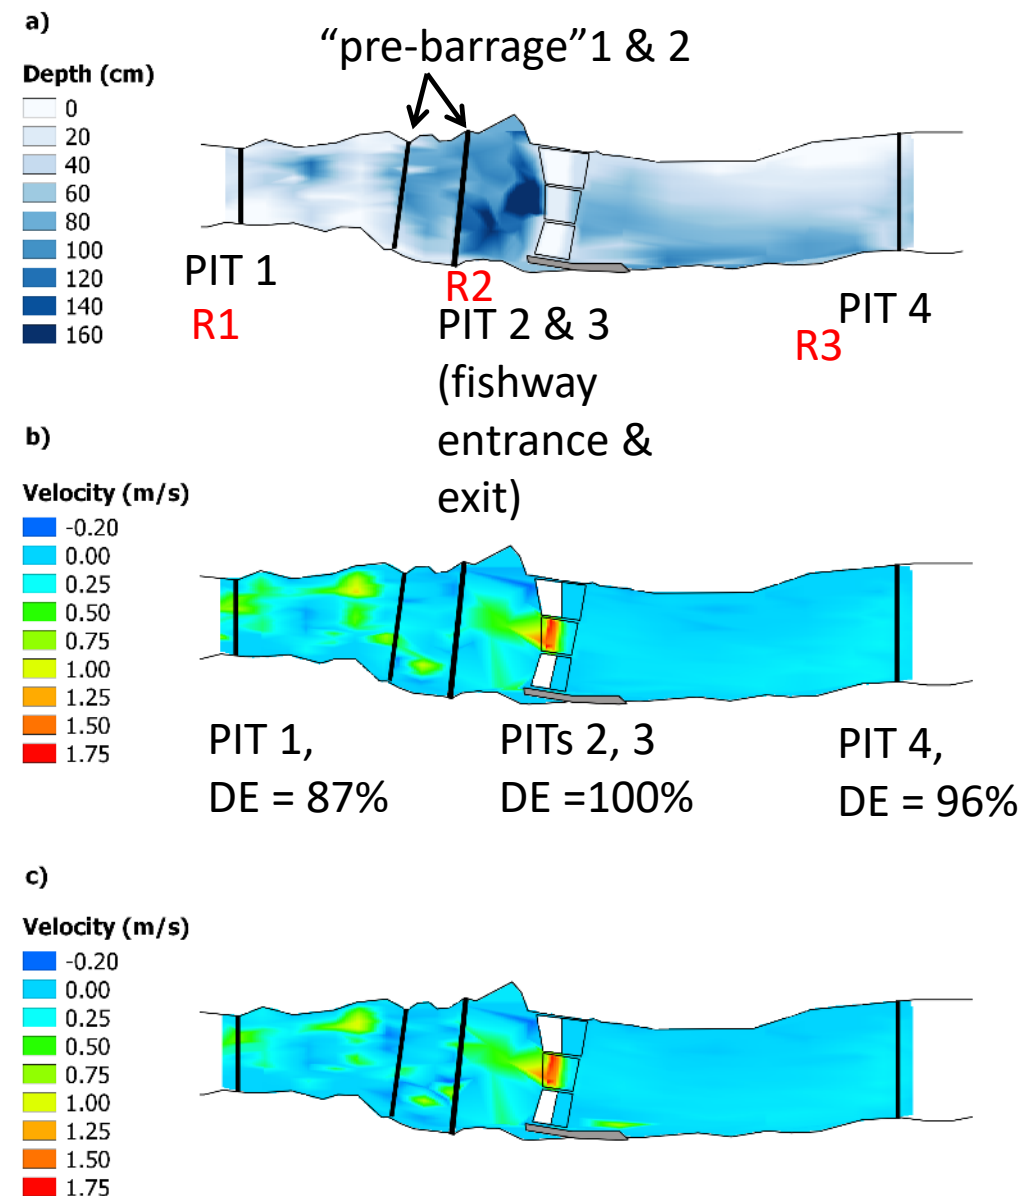 a)
“pre-barrage”1 & 2
Depth (cm)
0
20
40
60
80
100
120
140
160
PIT 1
R1
R2
PIT 2 & 3
(fishway
entrance &
exit)
PIT 4
R3
b)
Velocity (m/s)
-0.20
0.00
0.25
0.50
0.75
1.00
1.25
1.50
1.75
PIT 1,
DE = 87%
PITs 2, 3
DE =100%
PIT 4,
DE = 96%
c)
Velocity (m/s)
-0.20
0.00
0.25
0.50
0.75
1.00
1.25
1.50
1.75